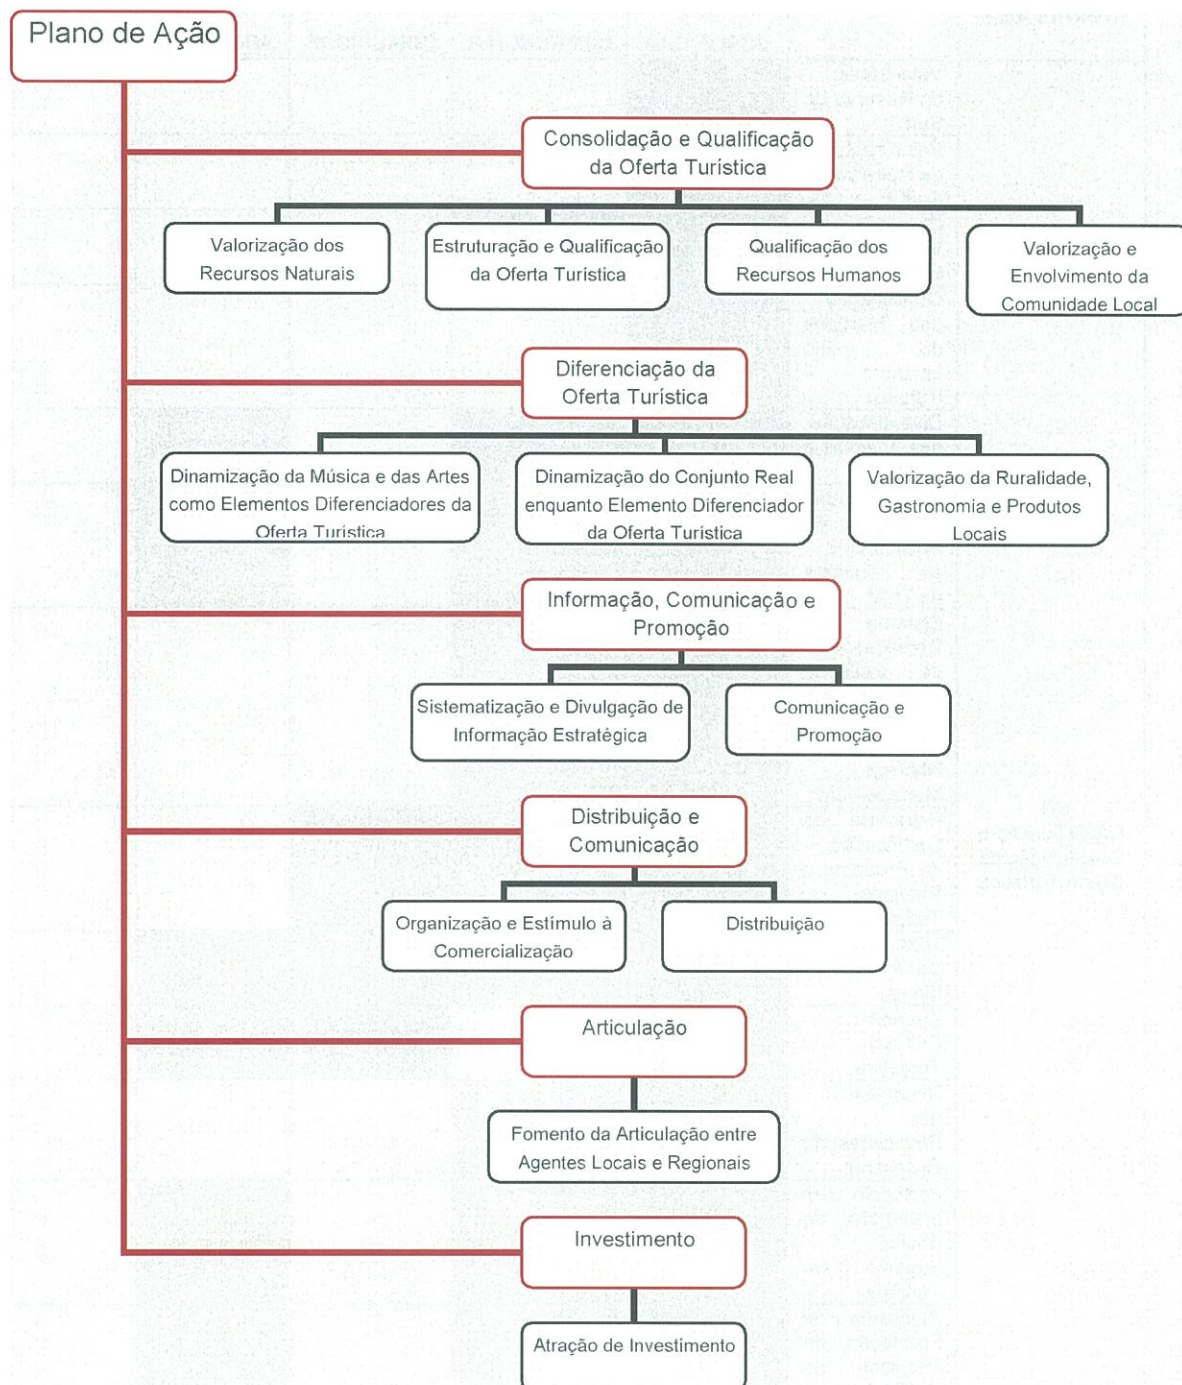 Plano de Ação
Consolidação e Qualificação
da Oferta Turística
Valorização dos
Recursos Naturais
Estruturação e Qualificação
da Oferta Turistica
Qualificação dos
Recursos Humanos
Valorização e
Envolvimento da
Comunidade Local
Diferenciação da
Oferta Turística
Dinamização da Música e das Artes
como Elementos Diferenciadores da
Oferta Turística
Dinamização do Conjunto Real
enquanto Elemento Diferenciador
da Oferta Turística
Valorização da Ruralidade,
Gastronomia e Produtos
Locais
Informação, Comunicação e
Promoção
Sistematização e Divulgação de
Informação Estratégica
Comunicação e
Promoção
Distribuição e
Comunicação
Organização e Estímulo à
Comercialização
Distribuição
Articulação
Fomento da Articulação entre
Agentes Locais e Regionais
Investimento
Atração de Investimento